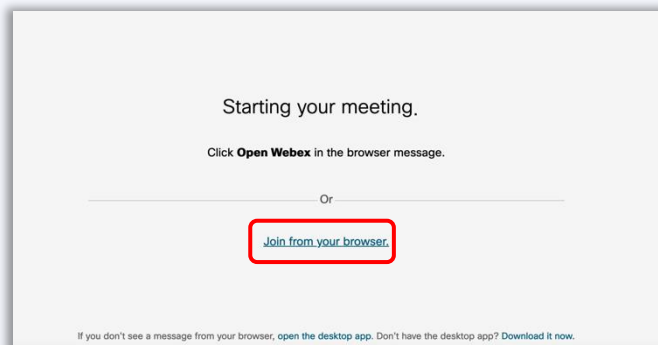 Starting your meeting.
Click Open Webex in the browser message.
Or
Join from your browser.
If you don't see a message from your browser, open the desktop app. Don't have the desktop app? Download it now.